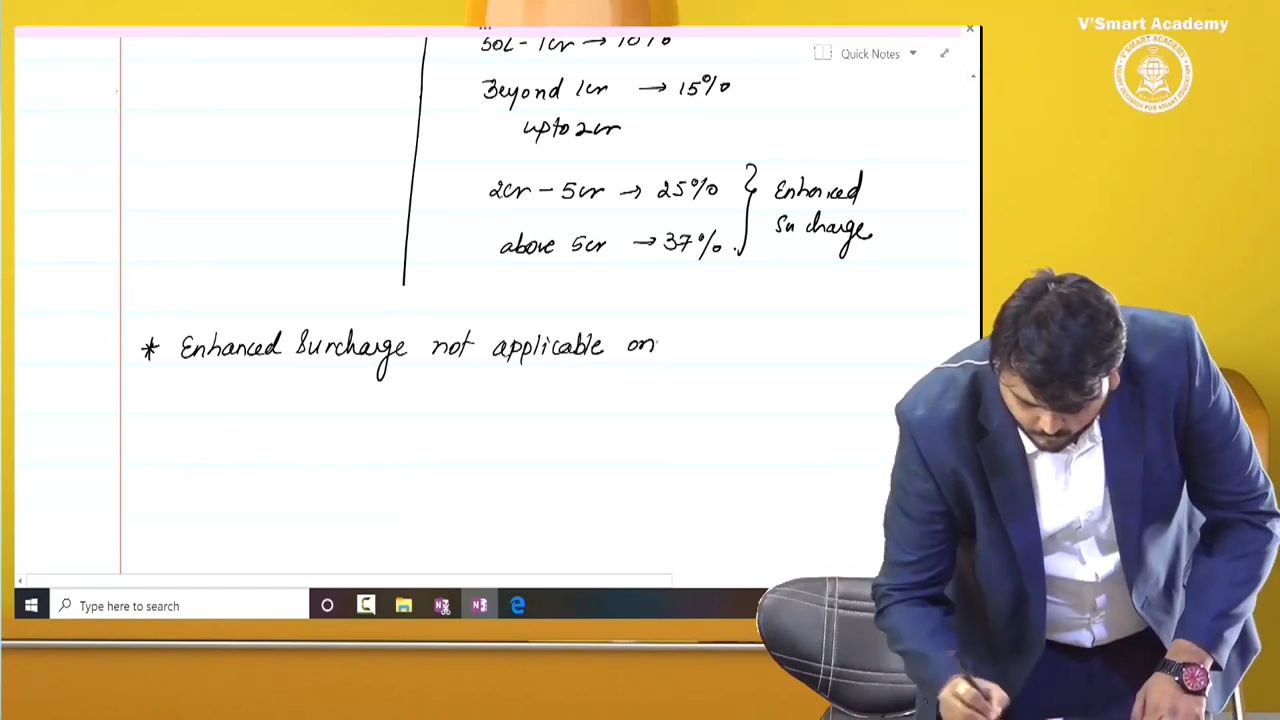 V'Smart Academy
Quick Notes
50L - 1cr → 10%
Beyond 1cr → 15%
upto 2cr
2cr - 5cr → 25%
above 5cr → 37%.
Enhanced
Surcharge
* Enhanced Surcharge not applicable on
Type here to search